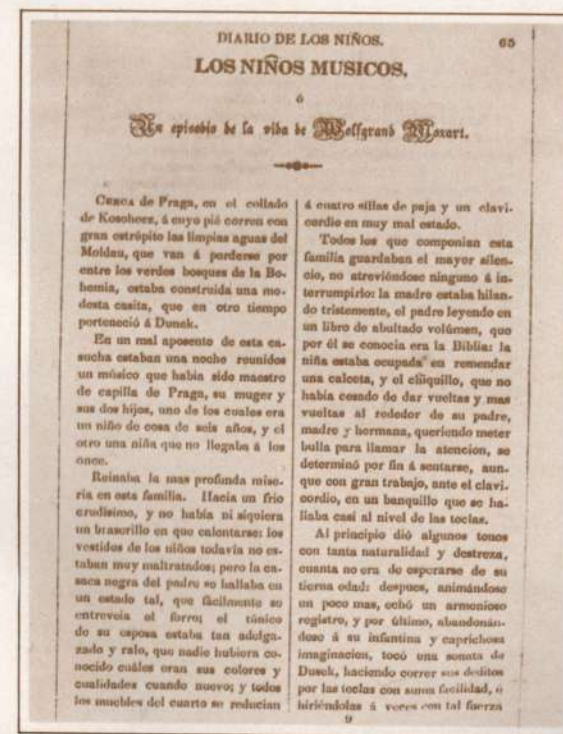 DIARIO DE LOS NIÑOS. 65
LOS NIÑOS MUSICOS,
ó
Un episodio de la vida de Wolfgrand Mozart.
CERCA de Praga, en el collado
de Kosoheez, á cuyo pié corren con
gran estrépito las limpias aguas del
Moldau, que van á perderse por
entre los verdes bosques de la Bo-
hemia, estaba construida una mo-
desta casita, que en otro tiempo
perteneció á Dusek.
En un mal aposento de esta ca-
sucha estaban una noche reunidos
un músico que habia sido maestro
de capilla de Praga, su muger y
sus dos hijos, uno de los cuales era
un niño de cosa de seis años, y el
otro una niña que no llegaba á los
once.
Reinaba la mas profunda mise-
ria en esta familia. Hacia un frio
crudisimo, y no habia ni siquiera
un braserillo en que calentarse: los
vestidos de los niños todavia no es-
taban muy maltratados; pero la ca-
saca negra del padre se hallaba en
un estado tal, que fácilmente se
entreveia el forro; el túnico
de su esposa estaba tan adelga-
zado y ralo, que nadie hubiera co-
nocido cuáles eran sus colores y
cualidades cuando nuevo; y todos
los muebles del cuarto se reducian
á cuatro sillas de paja y un clavi-
cordio en muy mal estado.
Todos los que componian esta
familia guardaban el mayor silen-
cio, no atreviéndose ninguno á in-
terrumpirlo: la madre estaba hilan-
do tristemente, el padre leyendo en
un libro de abultado volúmen, que
por él se conocia era la Biblia: la
niña estaba ocupada en remendar
una calceta, y el chiquillo, que no
habia cesado de dar vueltas y mas
vueltas al rededor de su padre,
madre y hermana, queriendo meter
bulla para llamar la atencion, se
determinó por fin á sentarse, aun-
que con gran trabajo, ante el clavi-
cordio, en un banquillo que se ha-
llaba casi al nivel de las teclas.
Al principio dió algunos tonos
con tanta naturalidad y destreza,
cuanta no era de esperarse de su
tierna edad: despues, animándose
un poco mas, echó un armonioso
registro, y por último, abandonán-
dose á su infantina y caprichosa
imaginacion, tocó una sonata de
Dusek, haciendo correr sus deditos
por las teclas con suma facilidad, é
hiriéndolas á veces con tal fuerza
9